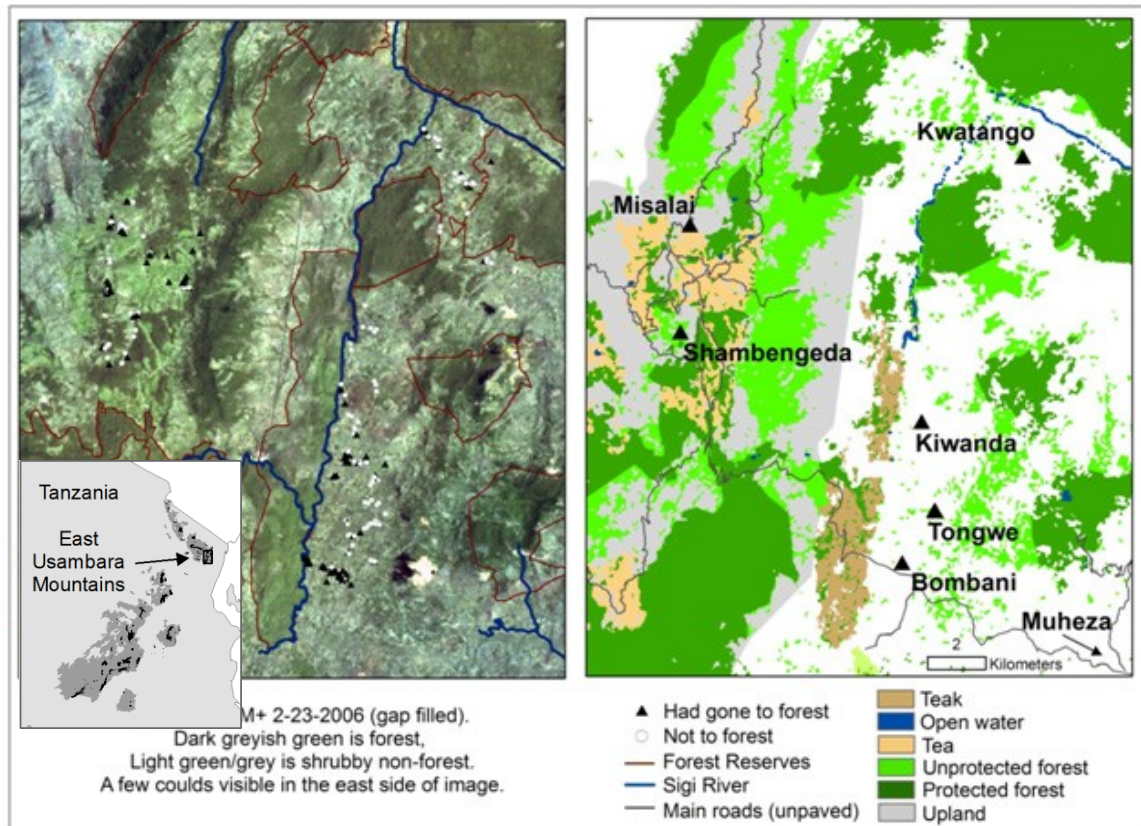 Tanzania
East
Usambara
Mountains
M+ 2-23-2006 (gap filled).
Dark greyish green is forest,
Light green/grey is shrubby non-forest.
A few coulds visible in the east side of image.
Kwatango
Misalai
Shambengeda
Kiwanda
Tongwe
Bombani
Muheza
2
Kilometers
Had gone to forest
Not to forest
Forest Reserves
Sigi River
Main roads (unpaved)
Teak
Open water
Tea
Unprotected forest
Protected forest
Upland